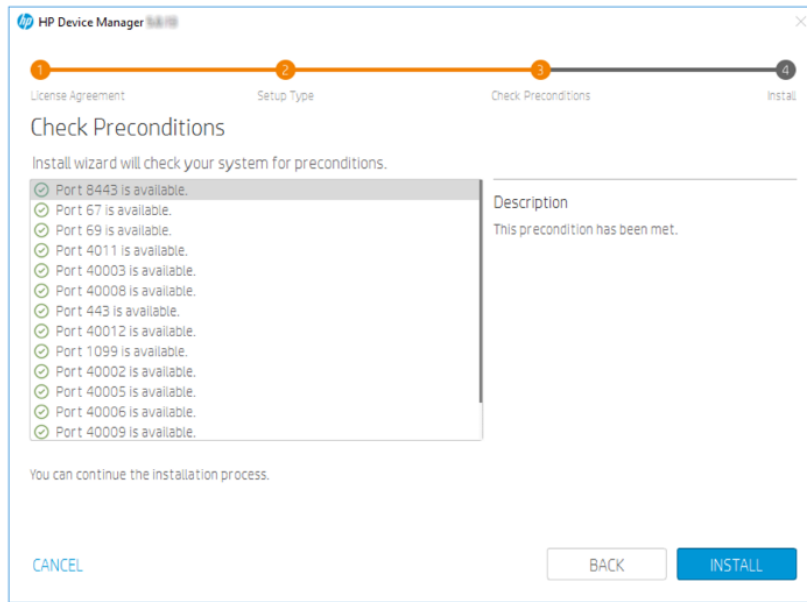 hp HP Device Manager
1 2 3 4
License Agreement Setup Type Check Preconditions Install
Check Preconditions
Install wizard will check your system for preconditions.
Port 8443 is available.
Port 67 is available.
Port 69 is available.
Port 4011 is available.
Port 40003 is available.
Port 40008 is available.
Port 443 is available.
Port 40012 is available.
Port 1099 is available.
Port 40002 is available.
Port 40005 is available.
Port 40006 is available.
Port 40009 is available.
Description
This precondition has been met.
You can continue the installation process.
CANCEL BACK INSTALL